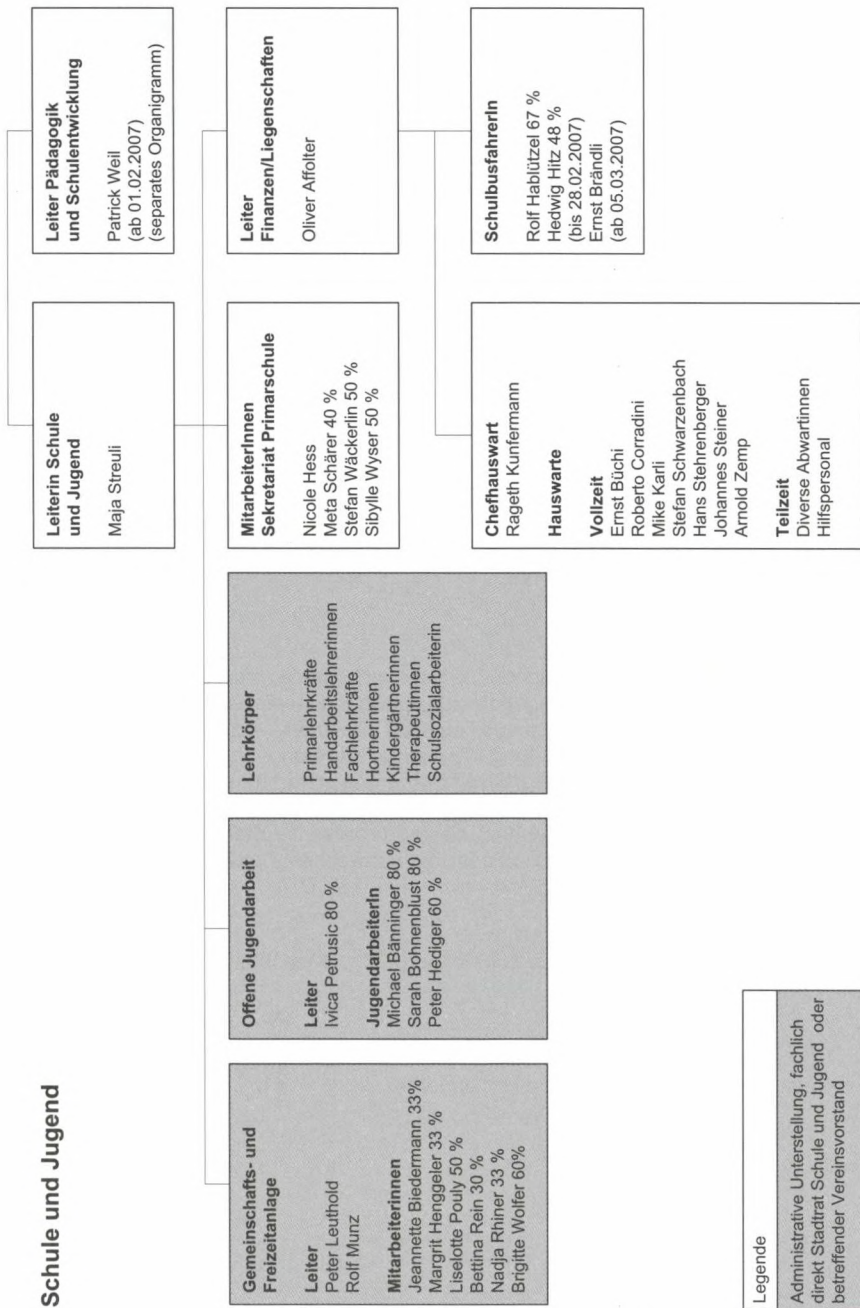 Schule und Jugend
Leiterin Schule
und Jugend
Maja Streuli
Leiter Pädagogik
und Schulentwicklung
Patrick Weil
(ab 01.02.2007)
(separates Organigramm)
Gemeinschafts- und
Freizeitanlage
Leiter
Peter Leuthold
Rolf Munz
Mitarbeiterinnen
Jeannette Biedermann 33%
Margrit Henggeler 33 %
Liselotte Pouly 50 %
Bettina Rein 30 %
Nadja Rhiner 33 %
Brigitte Wolfer 60%
Offene Jugendarbeit
Leiter
Ivica Petrusic 80 %
JugendarbeiterIn
Michael Bänninger 80 %
Sarah Bohnenblust 80 %
Peter Hediger 60 %
Lehrkörper
Primarlehrkräfte
Handarbeitslehrerinnen
Fachlehrkräfte
Hortnerinnen
Kindergärtnerinnen
Therapeutinnen
Schulsozialarbeiterin
MitarbeiterInnen
Sekretariat Primarschule
Nicole Hess
Meta Schärer 40 %
Stefan Wäckerlin 50 %
Sibylle Wyser 50 %
Leiter
Finanzen/Liegenschaften
Oliver Affolter
Chefhauswart
Rageth Kunfermann
Hauswarte
Vollzeit
Ernst Büchi
Roberto Corradini
Mike Karli
Stefan Schwarzenbach
Hans Stehrenberger
Johannes Steiner
Arnold Zemp
Teilzeit
Diverse Abwartinnen
Hilfspersonal
SchulbusfahrerIn
Rolf Hablützel 67 %
Hedwig Hitz 48 %
(bis 28.02.2007)
Ernst Brändli
(ab 05.03.2007)
Legende
Administrative Unterstellung, fachlich
direkt Stadtrat Schule und Jugend oder
betreffender Vereinsvorstand